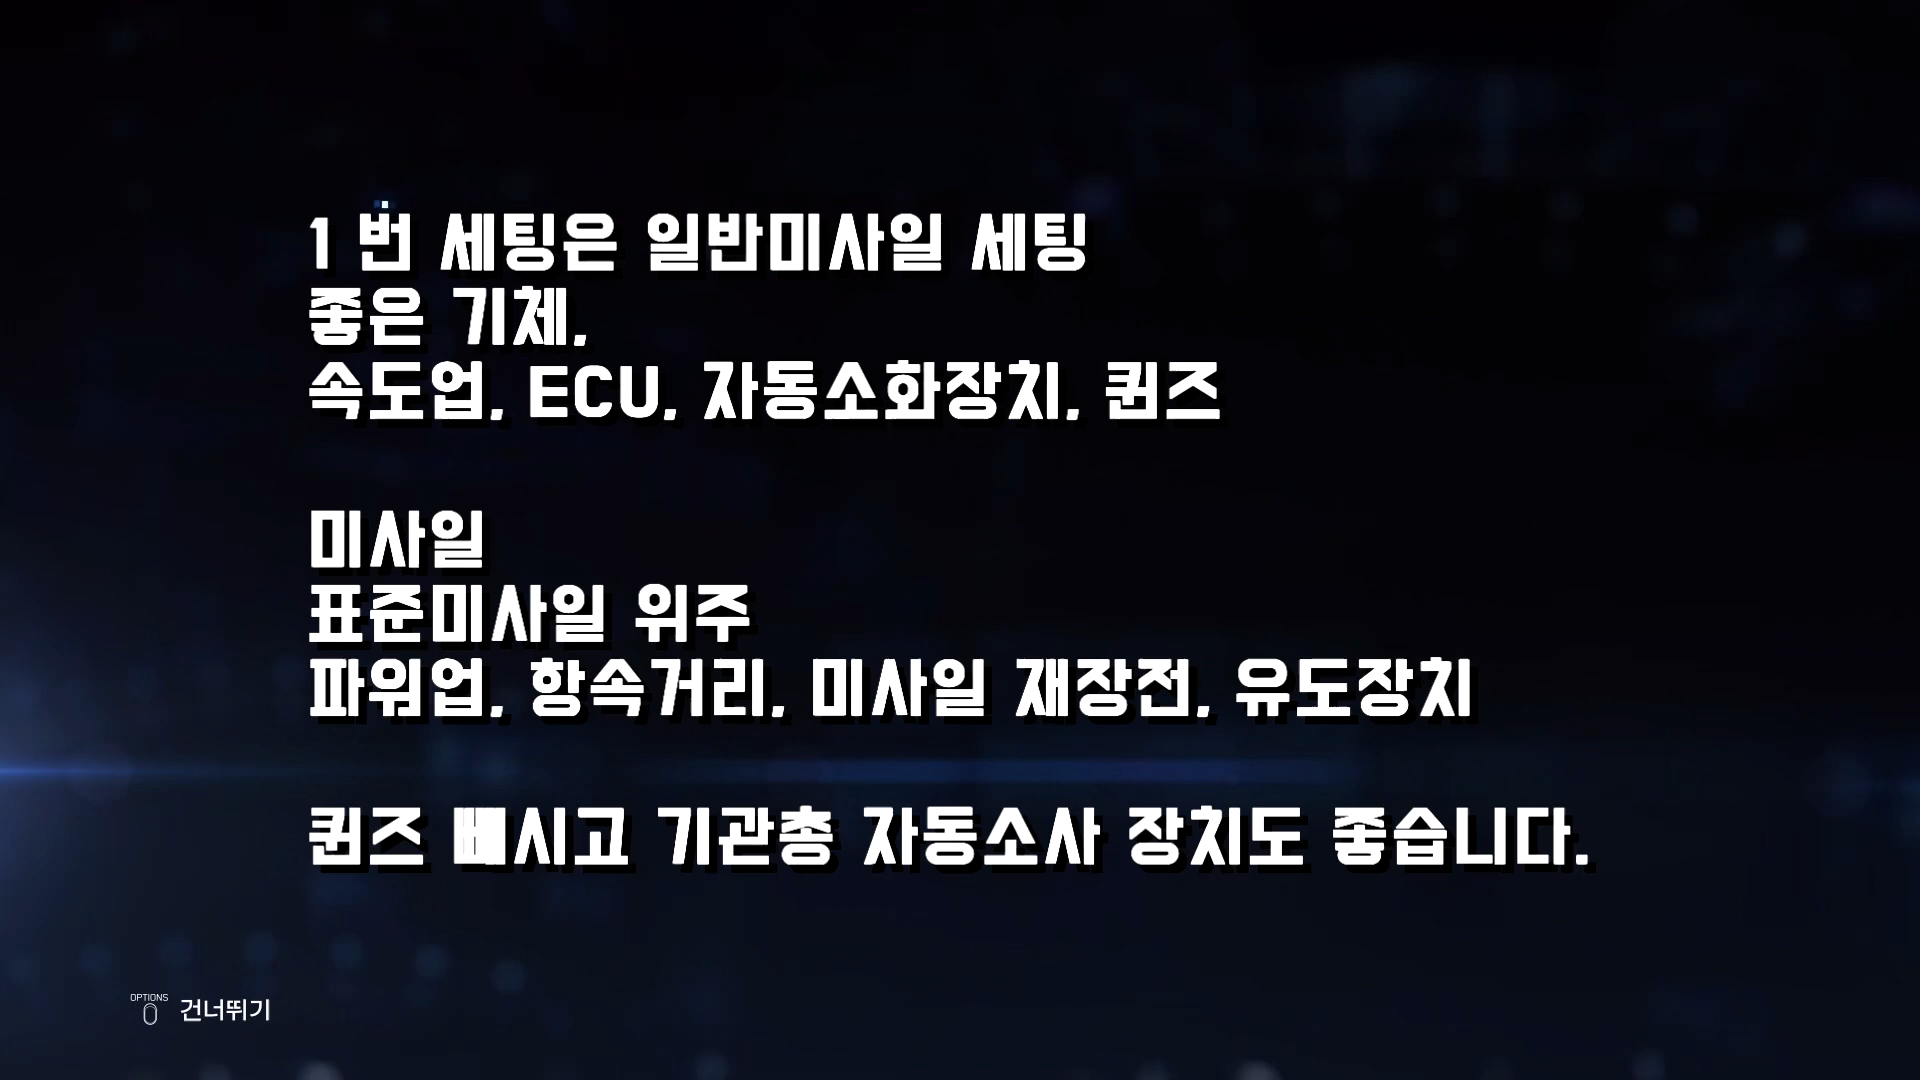 1 번 세팅은 일반미사일 세팅
좋은 기체,
속도업, ECU, 자동소화장치, 퀸즈
미사일
표준미사일 위주
파워업, 항속거리, 미사일 재장전, 유도장치
퀸즈 빼시고 기관총 자동소사 장치도 좋습니다.
OPTIONS
건너뛰기